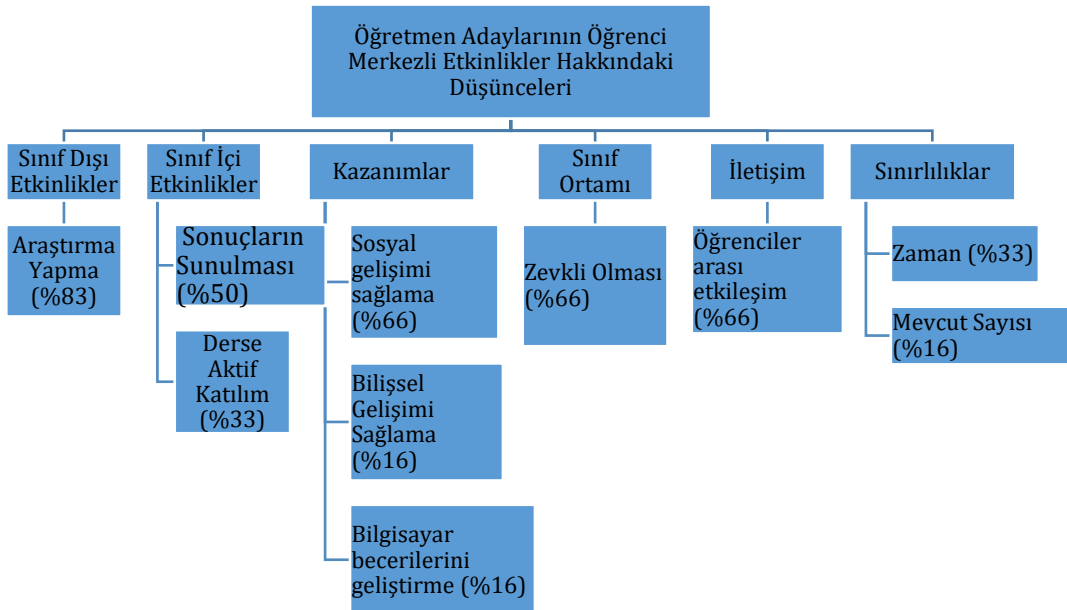 Öğretmen Adaylarının Öğrenci
Merkezli Etkinlikler Hakkındaki
Düşünceleri
Sınıf Dışı
Etkinlikler
Araştırma
Yapma
(%83)
Sınıf İçi
Etkinlikler
Sonuçların
Sunulması
(%50)
Derse
Aktif
Katılım
(%33)
Kazanımlar
Sosyal
gelişimi
sağlama
(%66)
Bilişsel
Gelişimi
Sağlama
(%16)
Bilgisayar
becerilerini
geliştirme (%16)
Sınıf
Ortamı
Zevkli Olması
(%66)
İletişim
Öğrenciler
arası
etkileşim
(%66)
Sınırlılıklar
Zaman (%33)
Mevcut Sayısı
(%16)